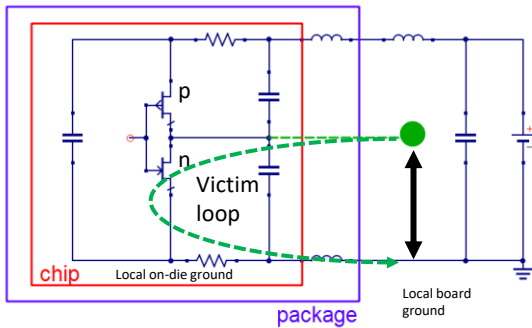 p
n
Victim
loop
Local on-die ground
chip
Local board
ground
package